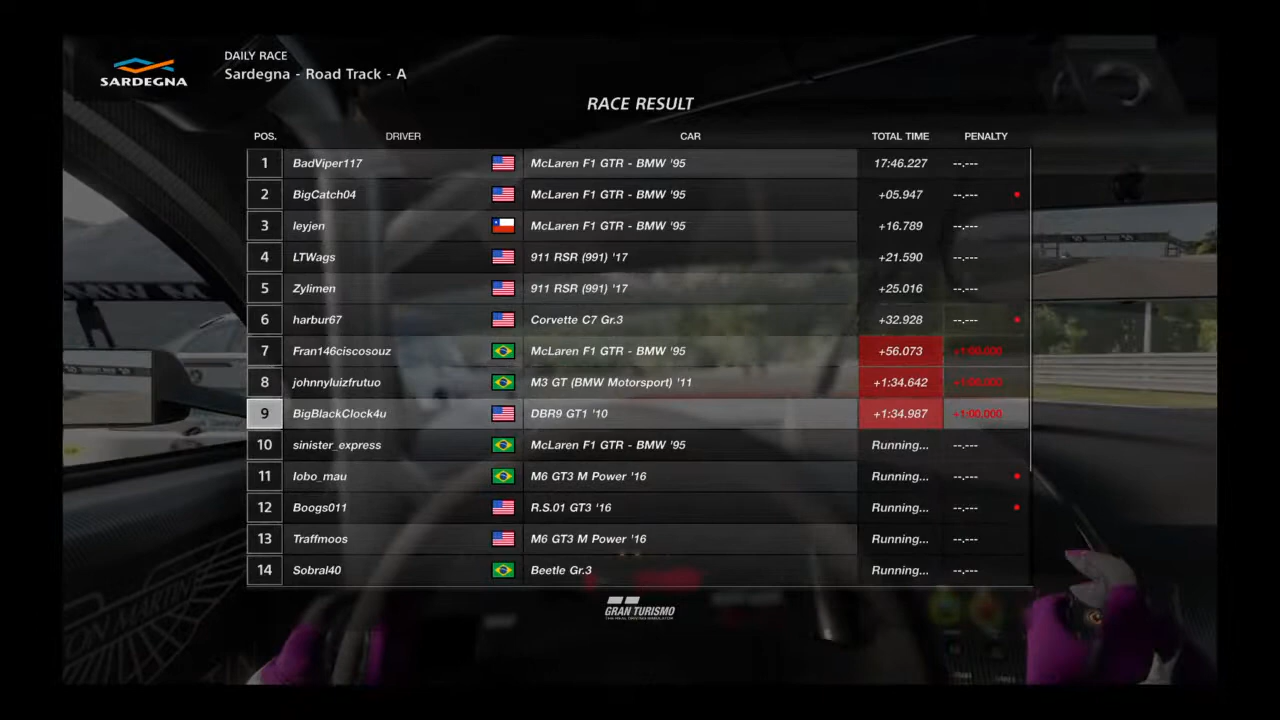 DAILY RACE
SARDEGNA
Sardegna - Road Track - A
RACE RESULT
POS. DRIVER CAR TOTAL TIME PENALTY
1 BadViper117 McLaren F1 GTR - BMW '95 17:46.227 --.---
2 BigCatch04 McLaren F1 GTR - BMW '95 +05.947 --.---
3 leyjen McLaren F1 GTR - BMW '95 +16.789 --.---
4 LTWags 911 RSR (991) '17 +21.590 --.---
5 Zylimen 911 RSR (991) '17 +25.016 --.---
6 harbur67 Corvette C7 Gr.3 +32.928 --.---
7 Fran146ciscosouz McLaren F1 GTR - BMW '95 +56.073 +1:00.000
8 johnnyluizfrutuo M3 GT (BMW Motorsport) '11 +1:34.642 +1:00.000
9 BigBlackClock4u DBR9 GT1 '10 +1:34.987 +1:00.000
10 sinister_express McLaren F1 GTR - BMW '95 Running... --.---
11 lobo_mau M6 GT3 M Power '16 Running... --.---
12 Boogs011 R.S.01 GT3 '16 Running... --.---
13 Traffmoos M6 GT3 M Power '16 Running... --.---
14 Sobral40 Beetle Gr.3 Running... --.---
GRAN TURISMO
THE REAL DRIVING SIMULATOR